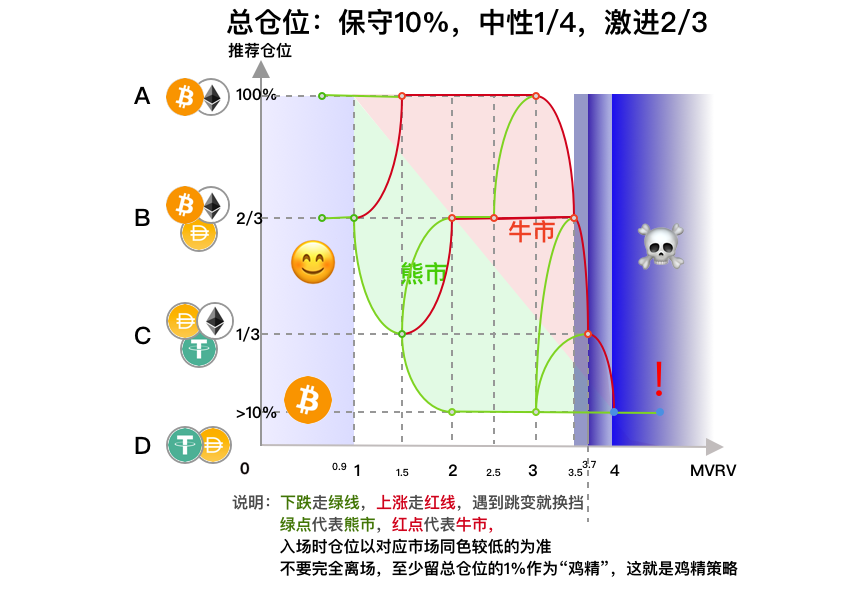 总仓位：保守10%，中性1/4，激进2/3
推荐仓位
A
100%
B
2/3
牛市
熊市
C
1/3
!
>10%
D
0
0.9
1
1.5
2
2.5
3
3.5
3.7
4
MVRV
说明：下跌走绿线，上涨走红线，遇到跳变就换挡
绿点代表熊市，红点代表牛市，
入场时仓位以对应市场同色较低的为准
不要完全离场，至少留总仓位的1%作为“鸡精”，这就是鸡精策略